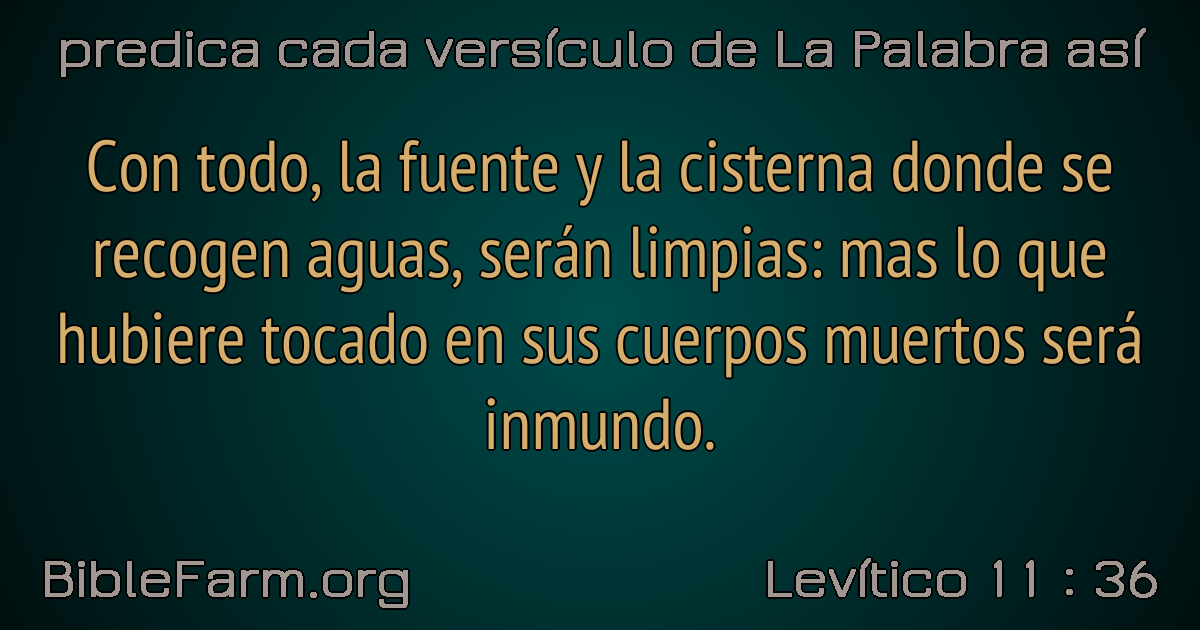 predica cada versículo de La Palabra así
Con todo, la fuente y la cisterna donde se
recogen aguas, serán limpias: mas lo que
hubiere tocado en sus cuerpos muertos será
inmundo.
BibleFarm.org
Levítico 11 : 36